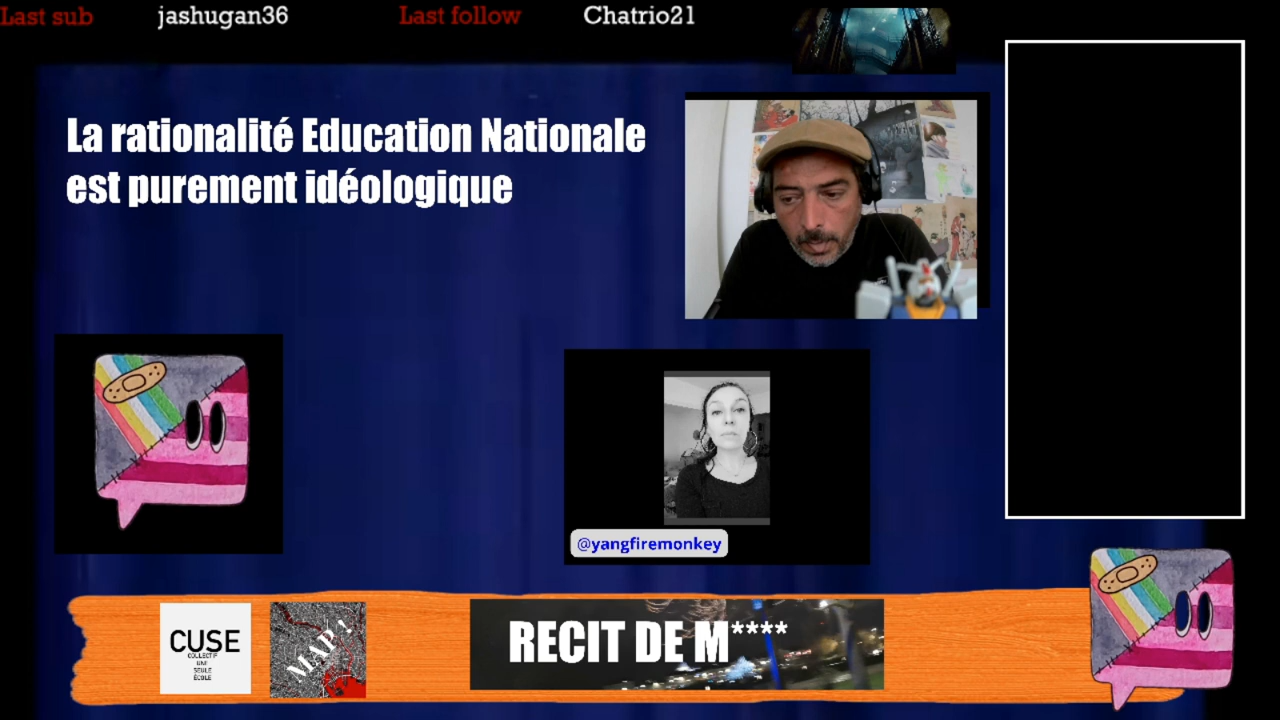 Last sub jashugan36 Last follow Chatrio21
La rationalité Education Nationale
est purement idéologique
@yangfiremonkey
CUSE
COLLECTIF
UNE
SEULE
ÉCOLE
MAP !
RECIT DE M****